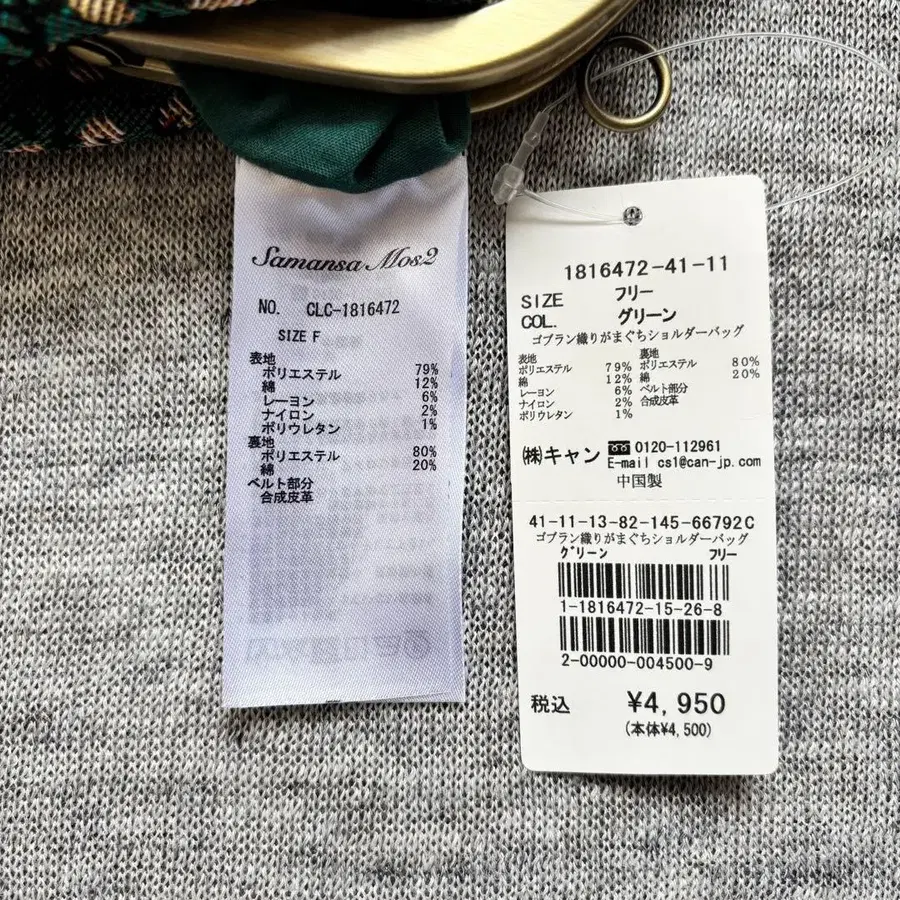 Samansa Mos2
NO. CLC-1816472
SIZE F
表地
ポリエステル 79%
綿 12%
レーヨン 6%
ナイロン 2%
ポリウレタン 1%
裏地
ポリエステル 80%
綿 20%
ベルト部分
合成皮革
1816472-41-11
SIZE フリー
COL. グリーン
ゴブラン織りがまぐちショルダーバッグ
表地 裏地
ポリエステル 79% ポリエステル 80%
綿 12% 綿 20%
レーヨン 6% ベルト部分
ナイロン 2% 合成皮革
ポリウレタン 1%
㈱キャン 0120-112961
E-mail cs1@can-jp.com
中国製
41-11-13-82-145-66792C
ゴブラン織りがまぐちショルダーバッグ
グリーン フリー
1-1816472-15-26-8
2-00000-004500-9
税込 ¥4,950
(本体¥4,500)